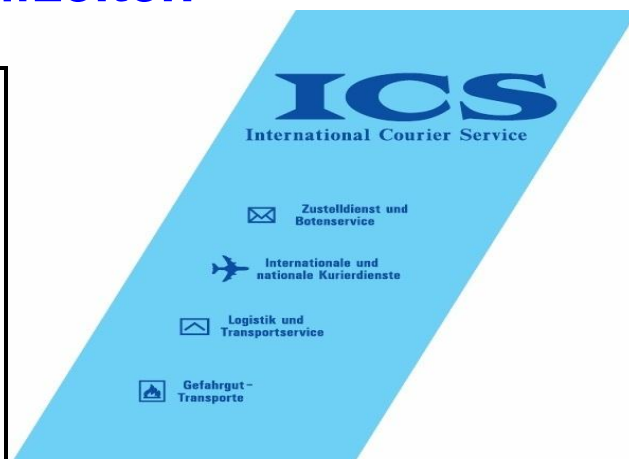 ICS
International Courier Service
Zustelldienst und
Botenservice
Internationale und
nationale Kurierdienste
Logistik und
Transportservice
Gefahrgut-
Transporte